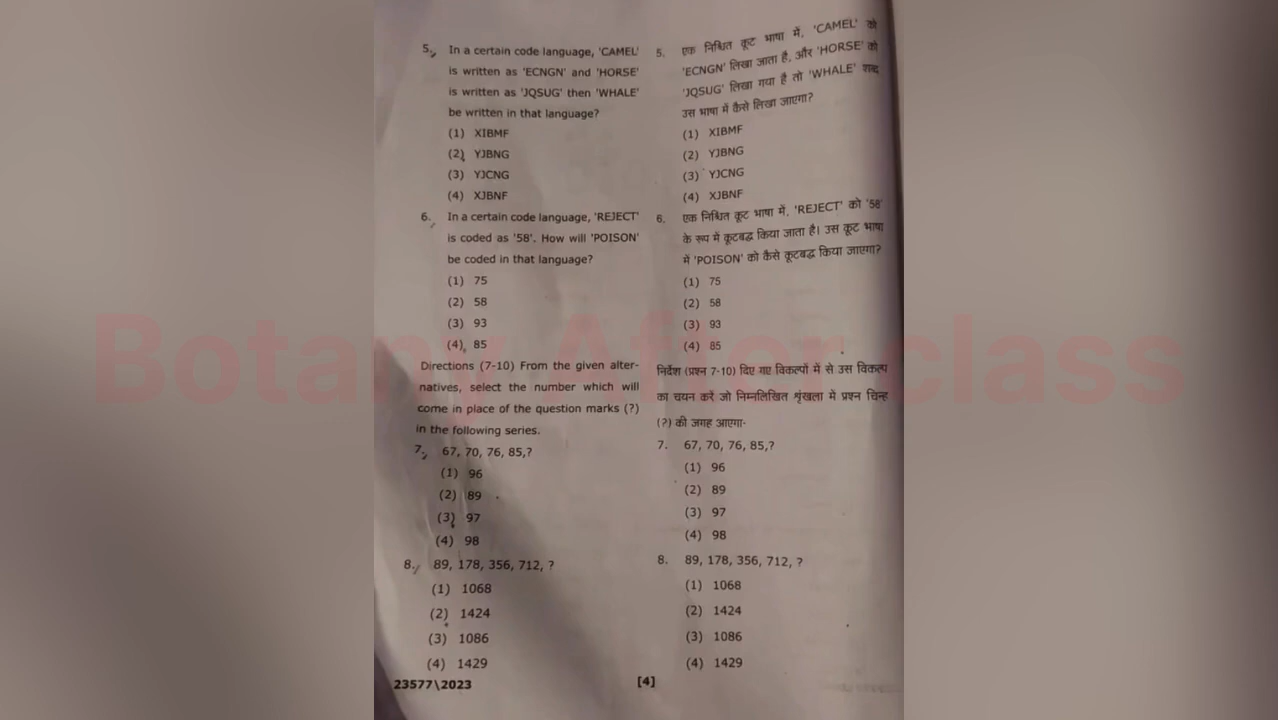 5. In a certain code language, 'CAMEL'
is written as 'ECNGN' and 'HORSE'
is written as 'JQSUG' then 'WHALE'
be written in that language?
(1) XIBMF
(2) YJBNG
(3) YJCNG
(4) XJBNF
6. In a certain code language, 'REJECT'
is coded as '58'. How will 'POISON'
be coded in that language?
(1) 75
(2) 58
(3) 93
(4) 85
Directions (7-10) From the given alter-
natives, select the number which will
come in place of the question marks (?)
in the following series.
7. 67, 70, 76, 85,?
(1) 96
(2) 89
(3) 97
(4) 98
8. 89, 178, 356, 712, ?
(1) 1068
(2) 1424
(3) 1086
(4) 1429
5. एक निश्चित कूट भाषा में, 'CAMEL' को
'ECNGN' लिखा जाता है, और 'HORSE' को
'JQSUG' लिखा गया है तो 'WHALE' शब्द
उस भाषा में कैसे लिखा जाएगा?
(1) XIBMF
(2) YJBNG
(3) YJCNG
(4) XJBNF
6. एक निश्चित कूट भाषा में, 'REJECT' को '58'
के रूप में कूटबद्ध किया जाता है। उस कूट भाषा
में 'POISON' को कैसे कूटबद्ध किया जाएगा?
(1) 75
(2) 58
(3) 93
(4) 85
निर्देश (प्रश्न 7-10) दिए गए विकल्पों में से उस विकल्प
का चयन करें जो निम्नलिखित श्रृंखला में प्रश्न चिन्ह
(?) की जगह आएगा-
7. 67, 70, 76, 85,?
(1) 96
(2) 89
(3) 97
(4) 98
8. 89, 178, 356, 712, ?
(1) 1068
(2) 1424
(3) 1086
(4) 1429
23577\2023 [4]
Botany After class